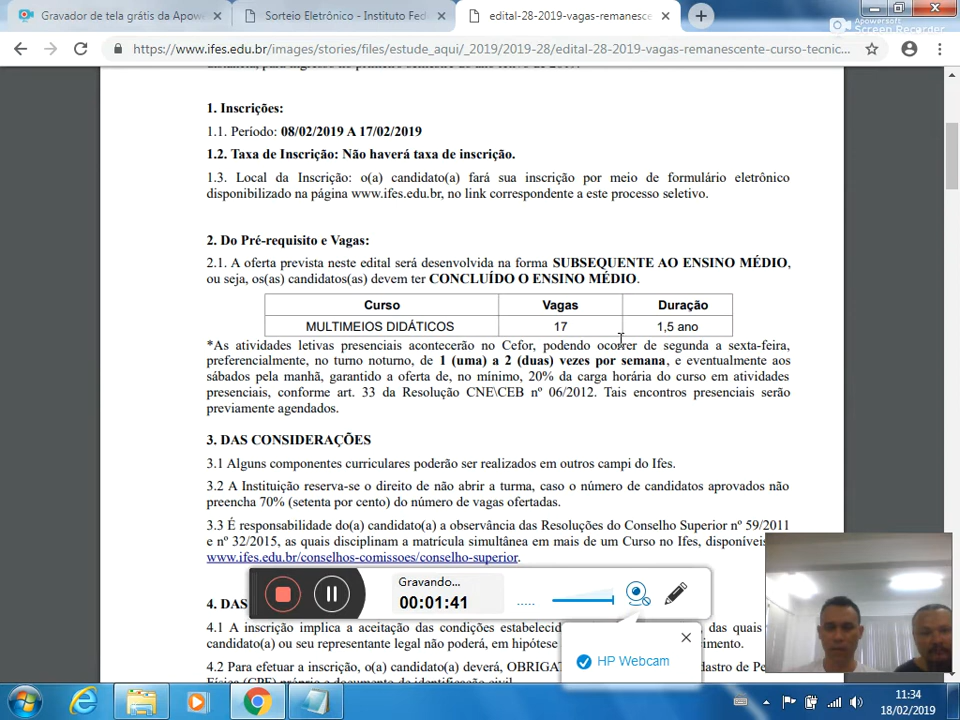 Gravador de tela grátis da Apow
Sorteio Eletrônico - Instituto Fede
edital-28-2019-vagas-remanesce
Apowersoft
Screen Recorder
https://www.ifes.edu.br/images/stories/files/estude_aqui/_2019/2019-28/edital-28-2019-vagas-remanescente-curso-tecnic...
1. Inscrições:
1.1. Período: 08/02/2019 A 17/02/2019
1.2. Taxa de Inscrição: Não haverá taxa de inscrição.
1.3. Local da Inscrição: o(a) candidato(a) fará sua inscrição por meio de formulário eletrônico
disponibilizado na página www.ifes.edu.br, no link correspondente a este processo seletivo.
2. Do Pré-requisito e Vagas:
2.1. A oferta prevista neste edital será desenvolvida na forma SUBSEQUENTE AO ENSINO MÉDIO,
ou seja, os(as) candidatos(as) devem ter CONCLUÍDO O ENSINO MÉDIO.
Curso Vagas Duração
MULTIMEIOS DIDÁTICOS 17 1,5 ano
*As atividades letivas presenciais acontecerão no Cefor, podendo ocorrer de segunda a sexta-feira,
preferencialmente, no turno noturno, de 1 (uma) a 2 (duas) vezes por semana, e eventualmente aos
sábados pela manhã, garantido a oferta de, no mínimo, 20% da carga horária do curso em atividades
presenciais, conforme art. 33 da Resolução CNE\CEB nº 06/2012. Tais encontros presenciais serão
previamente agendados.
3. DAS CONSIDERAÇÕES
3.1 Alguns componentes curriculares poderão ser realizados em outros campi do Ifes.
3.2 A Instituição reserva-se o direito de não abrir a turma, caso o número de candidatos aprovados não
preencha 70% (setenta por cento) do número de vagas ofertadas.
3.3 É responsabilidade do(a) candidato(a) a observância das Resoluções do Conselho Superior nº 59/2011
e nº 32/2015, as quais disciplinam a matrícula simultânea em mais de um Curso no Ifes, disponíveis
www.ifes.edu.br/conselhos-comissoes/conselho-superior.
Gravando...
00:01:41
4. DAS
4.1 A inscrição implica a aceitação das condições estabelecid das quais
candidato(a) ou seu representante legal não poderá, em hipótese imento.
HP Webcam
4.2 Para efetuar a inscrição, o(a) candidato(a) deverá, OBRIGAT dastro de Pe
Física (CPF) próprio e documento de identificação civil.
11:34
18/02/2019